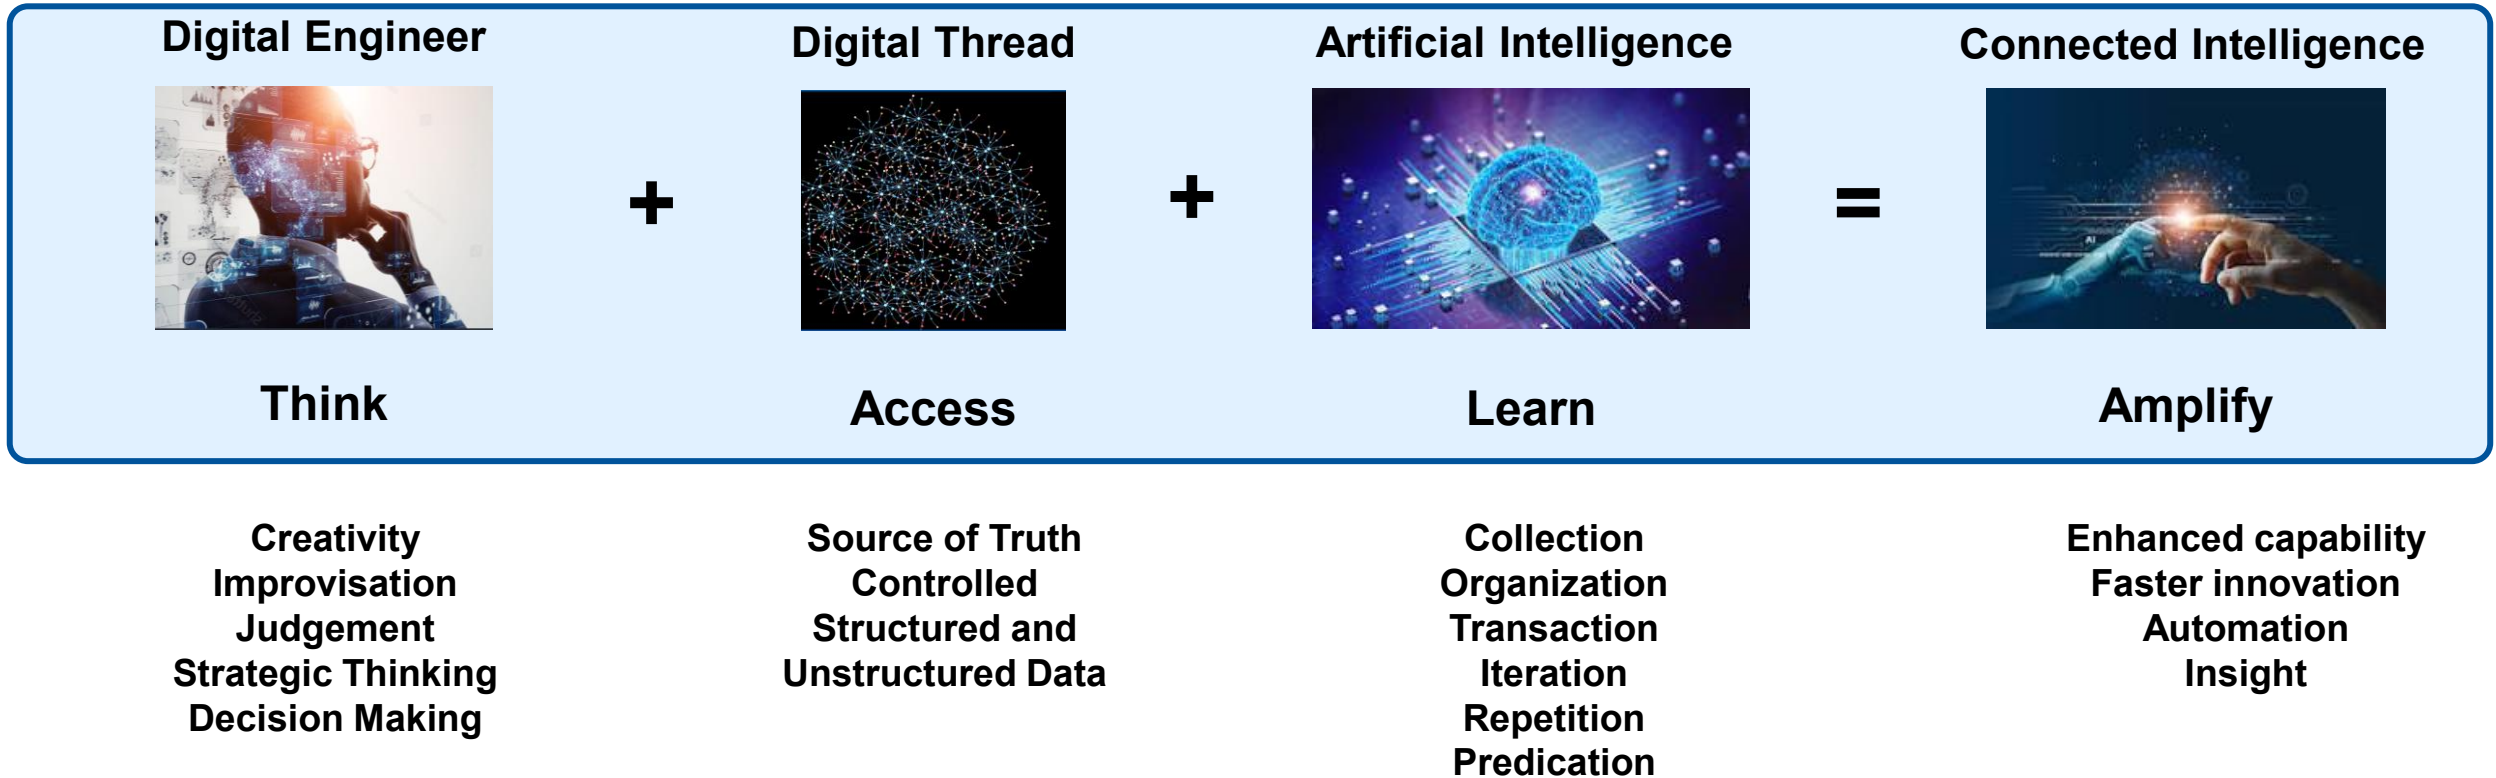 Digital Engineer
Digital Thread
Artificial Intelligence
Connected Intelligence
+
+
=
AI
Think
Access
Learn
Amplify
Creativity
Improvisation
Judgement
Strategic Thinking
Decision Making
Source of Truth
Controlled
Structured and
Unstructured Data
Collection
Organization
Transaction
Iteration
Repetition
Predication
Enhanced capability
Faster innovation
Automation
Insight